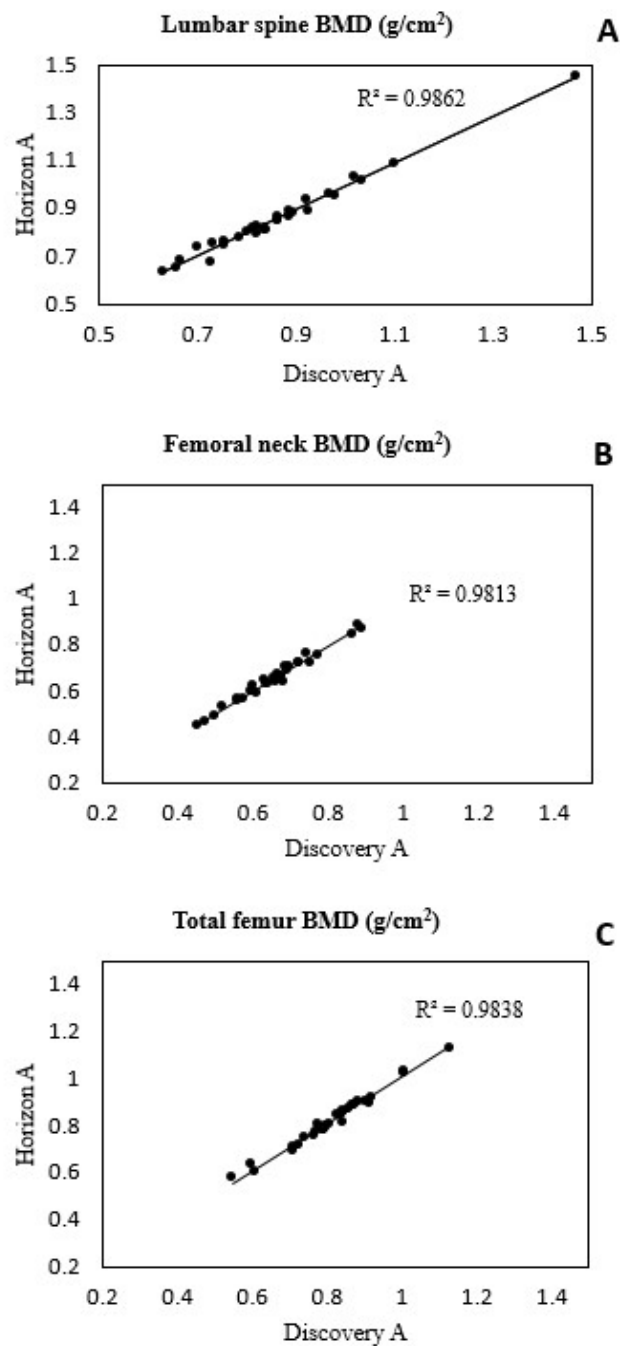 Lumbar spine BMD (g/cm²)
A
1.5
1.3
1.1
0.9
0.7
0.5
Horizon A
R² = 0.9862
0.5 0.7 0.9 1.1 1.3 1.5
Discovery A
Femoral neck BMD (g/cm²)
B
1.4
1.2
1
0.8
0.6
0.4
0.2
Horizon A
R² = 0.9813
0.2 0.4 0.6 0.8 1 1.2 1.4
Discovery A
Total femur BMD (g/cm²)
C
1.4
1.2
1
0.8
0.6
0.4
0.2
Horizon A
R² = 0.9838
0.2 0.4 0.6 0.8 1 1.2 1.4
Discovery A